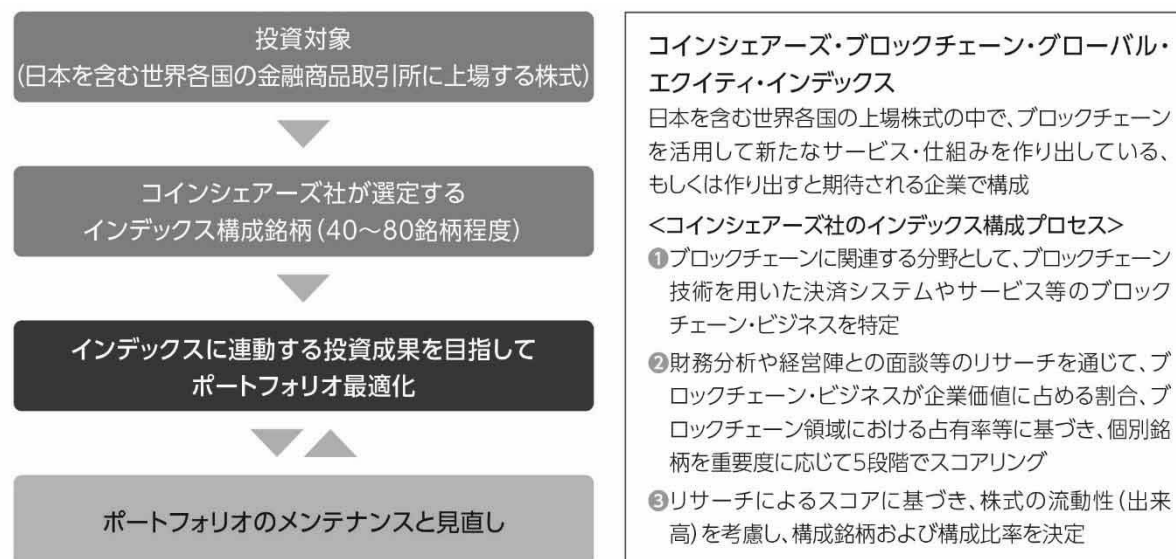 投資対象
(日本を含む世界各国の金融商品取引所に上場する株式)
コインシェアーズ社が選定する
インデックス構成銘柄(40～80銘柄程度)
インデックスに連動する投資成果を目指して
ポートフォリオ最適化
ポートフォリオのメンテナンスと見直し
コインシェアーズ・ブロックチェーン・グローバル・
エクイティ・インデックス
日本を含む世界各国の上場株式の中で、ブロックチェーン
を活用して新たなサービス・仕組みを作り出している、
もしくは作り出すと期待される企業で構成
<コインシェアーズ社のインデックス構成プロセス>
❶ブロックチェーンに関連する分野として、ブロックチェーン
技術を用いた決済システムやサービス等のブロック
チェーン・ビジネスを特定
❷財務分析や経営陣との面談等のリサーチを通じて、ブ
ロックチェーン・ビジネスが企業価値に占める割合、ブ
ロックチェーン領域における占有率等に基づき、個別銘
柄を重要度に応じて5段階でスコアリング
❸リサーチによるスコアに基づき、株式の流動性(出来
高)を考慮し、構成銘柄および構成比率を決定